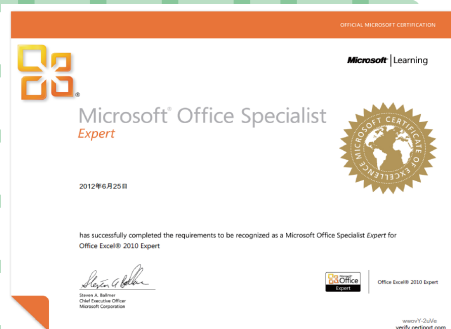 OFFICIAL MICROSOFT CERTIFICATION
Microsoft | Learning
Microsoft® Office Specialist
Expert
MICROSOFT CERTIFICATE OF EXCELLENCE
2012年6月25日
has successfully completed the requirements to be recognized as a Microsoft Office Specialist Expert for
Office Excel® 2010 Expert
Steven A. Ballmer
Chief Executive Officer
Microsoft Corporation
Microsoft
Office
Expert
Office Excel® 2010 Expert
verify.certiport.com